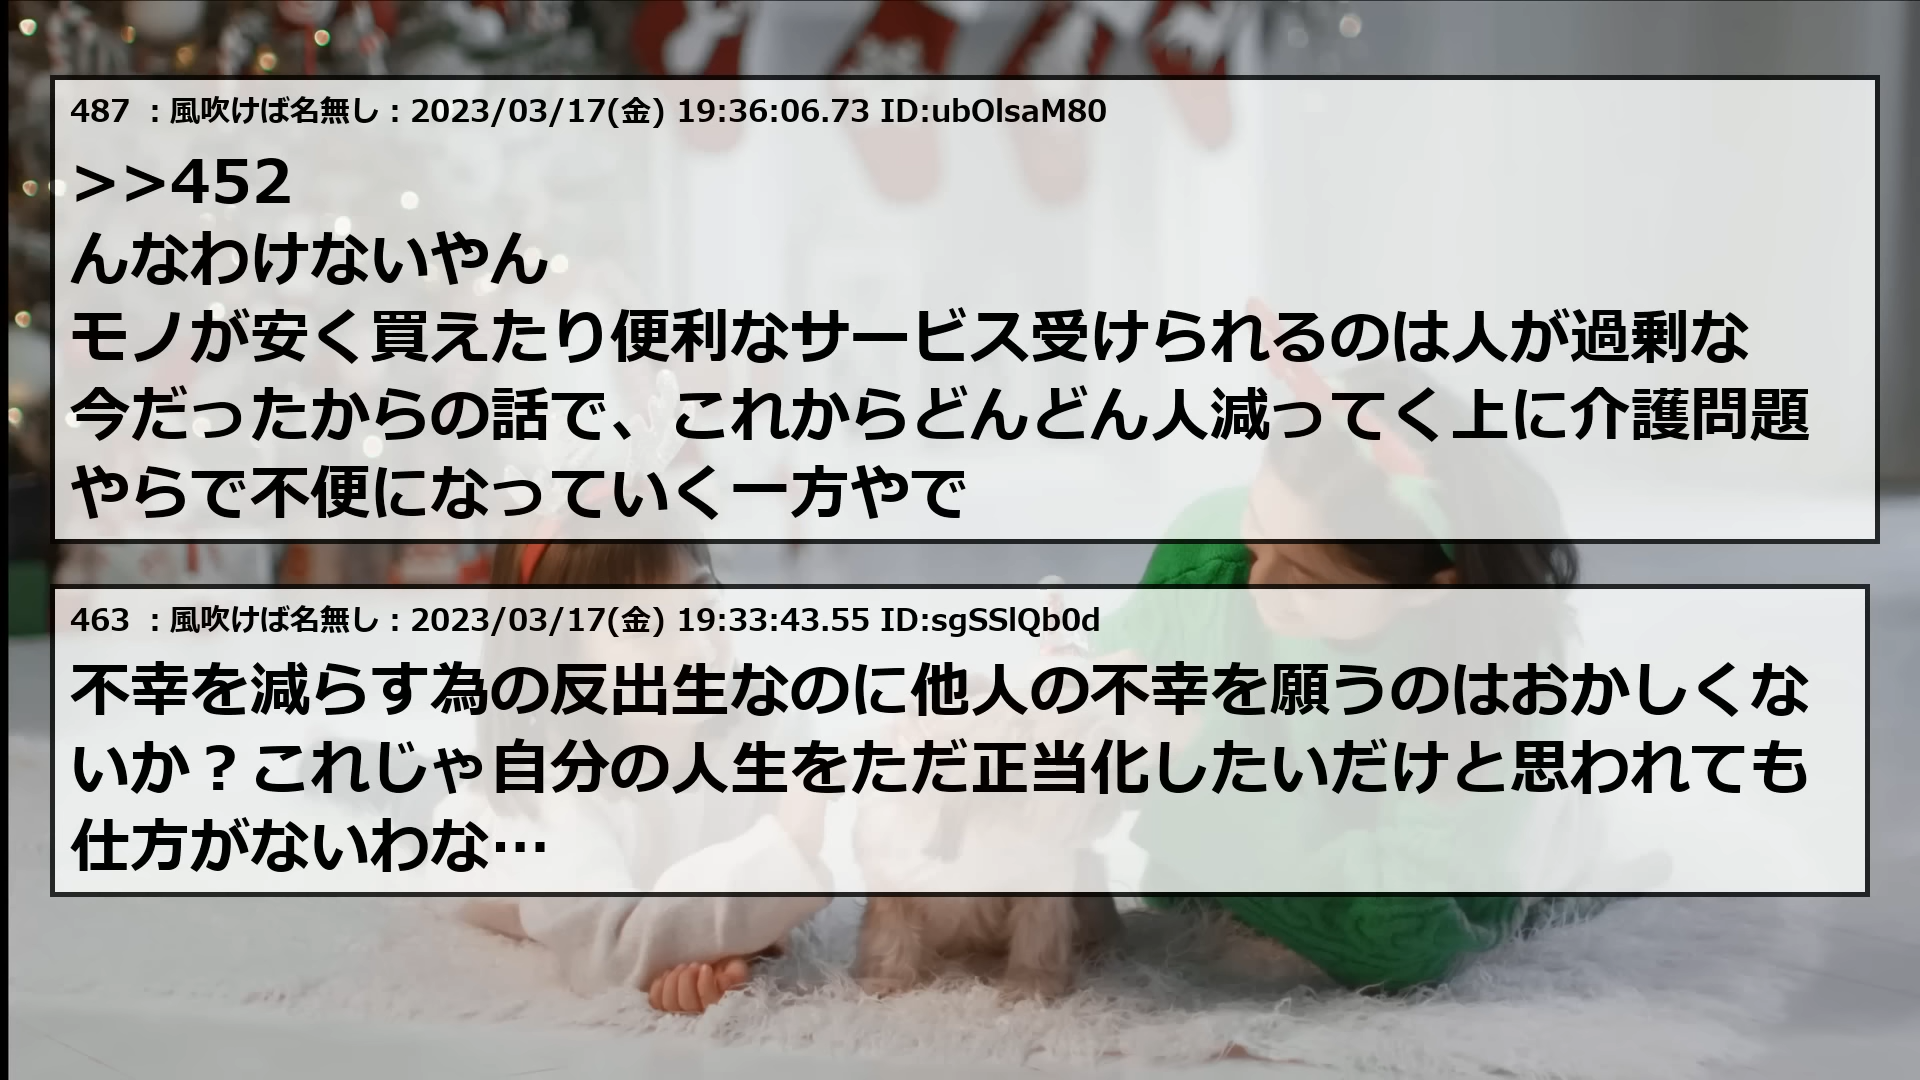 487 ：風吹けば名無し：2023/03/17(金) 19:36:06.73 ID:ubOlsaM80
>>452
んなわけないやん
モノが安く買えたり便利なサービス受けられるのは人が過剰な
今だったからの話で、これからどんどん人減ってく上に介護問題
やらで不便になっていく一方やで
463 ：風吹けば名無し：2023/03/17(金) 19:33:43.55 ID:sgSSlQb0d
不幸を減らす為の反出生なのに他人の不幸を願うのはおかしくな
いか？これじゃ自分の人生をただ正当化したいだけと思われても
仕方がないわな…